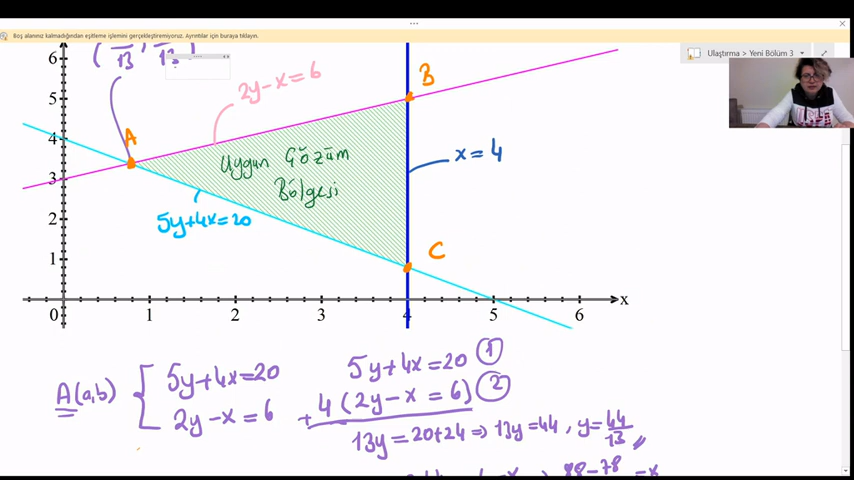 Boş alanınız kalmadığından eşitleme işlemini gerçekleştiremiyoruz. Ayrıntılar için buraya tıklayın.
Ulaştırma > Yeni Bölüm 3
( /13 , /13 )
6
5
4
3
2
1
0 1 2 3 4 5 6 x
2y-x=6
A
B
Uygun Çözüm
Bölgesi
x=4
5y+4x=20
C
A(a,b)
5y+4x=20
2y-x=6
5y+4x=20 ①
+ 4(2y-x=6) ②
13y=20+24 ⇒ 13y=44, y=44/13
88-78
=x